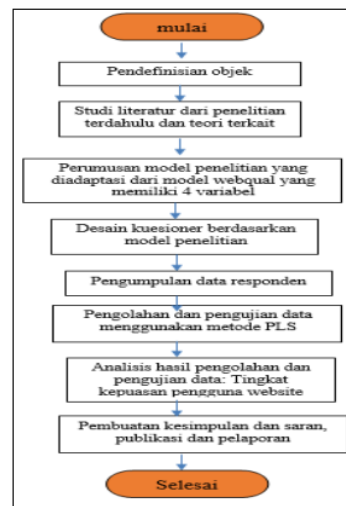 mulai
Pendefinisian objek
Studi literatur dari penelitian
terdahulu dan teori terkait
Perumusan model penelitian yang
diadaptasi dari model webqual yang
memiliki 4 variabel
Desain kuesioner berdasarkan
model penelitian
Pengumpulan data responden
Pengolahan dan pengujian data
menggunakan metode PLS
Analisis hasil pengolahan dan
pengujian data: Tingkat
kepuasan pengguna website
Pembuatan kesimpulan dan saran,
publikasi dan pelaporan
Selesai